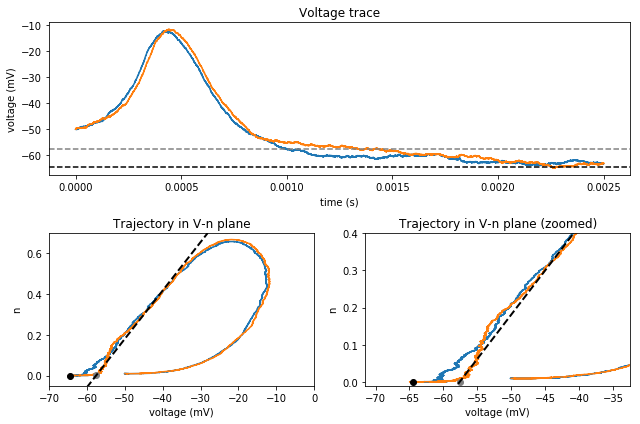 Voltage trace
voltage (mV)
−10
−20
−30
−40
−50
−60
0.0000 0.0005 0.0010 0.0015 0.0020 0.0025
time (s)
Trajectory in V-n plane
n
0.6
0.4
0.2
0.0
−70 −60 −50 −40 −30 −20 −10 0
voltage (mV)
Trajectory in V-n plane (zoomed)
n
0.4
0.3
0.2
0.1
0.0
−70 −65 −60 −55 −50 −45 −40 −35
voltage (mV)